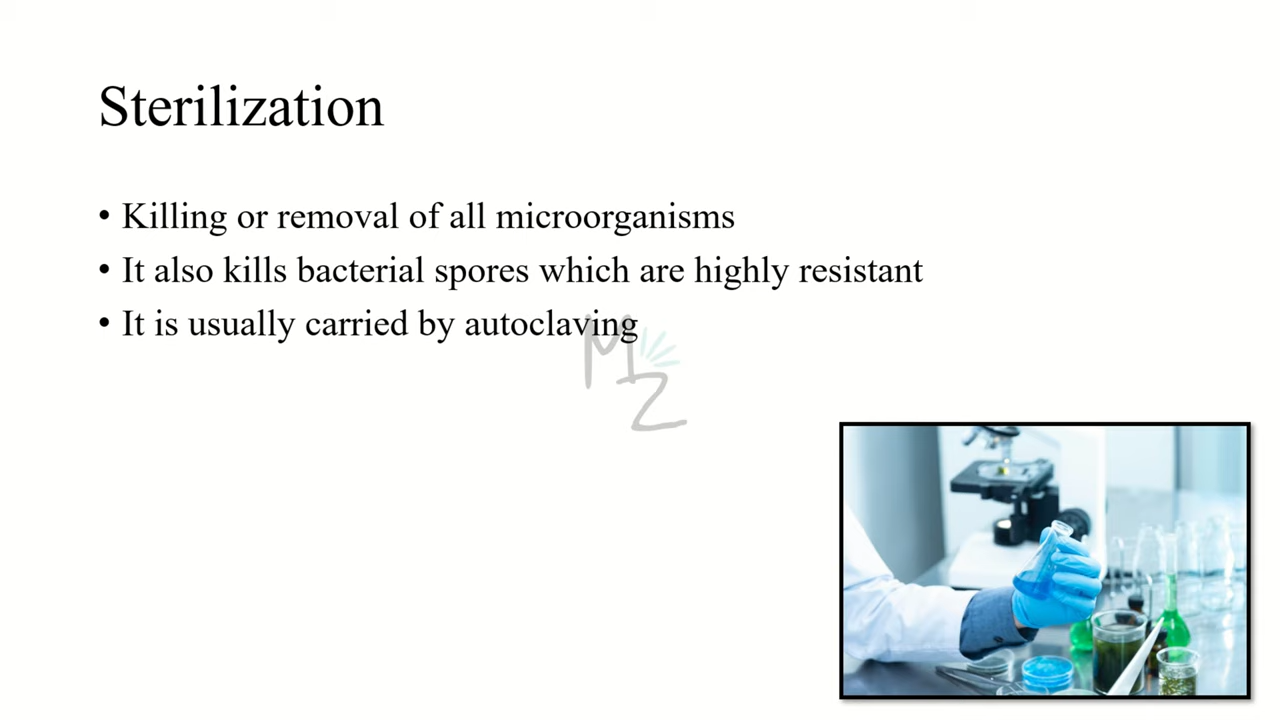 Sterilization
• Killing or removal of all microorganisms
• It also kills bacterial spores which are highly resistant
• It is usually carried by autoclaving
MZ